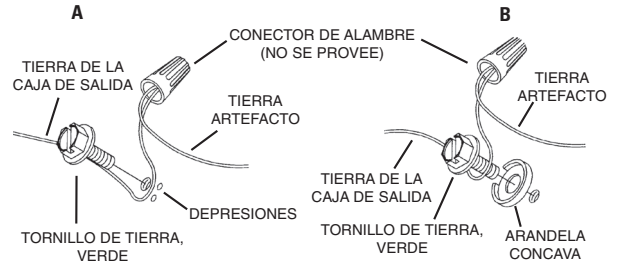 A
B
CONECTOR DE ALAMBRE
(NO SE PROVEE)
TIERRA DE LA
CAJA DE SALIDA
TIERRA
ARTEFACTO
TIERRA
ARTEFACTO
DEPRESIONES
TORNILLO DE TIERRA,
VERDE
TIERRA DE LA
CAJA DE SALIDA
TORNILLO DE TIERRA,
VERDE
ARANDELA
CONCAVA